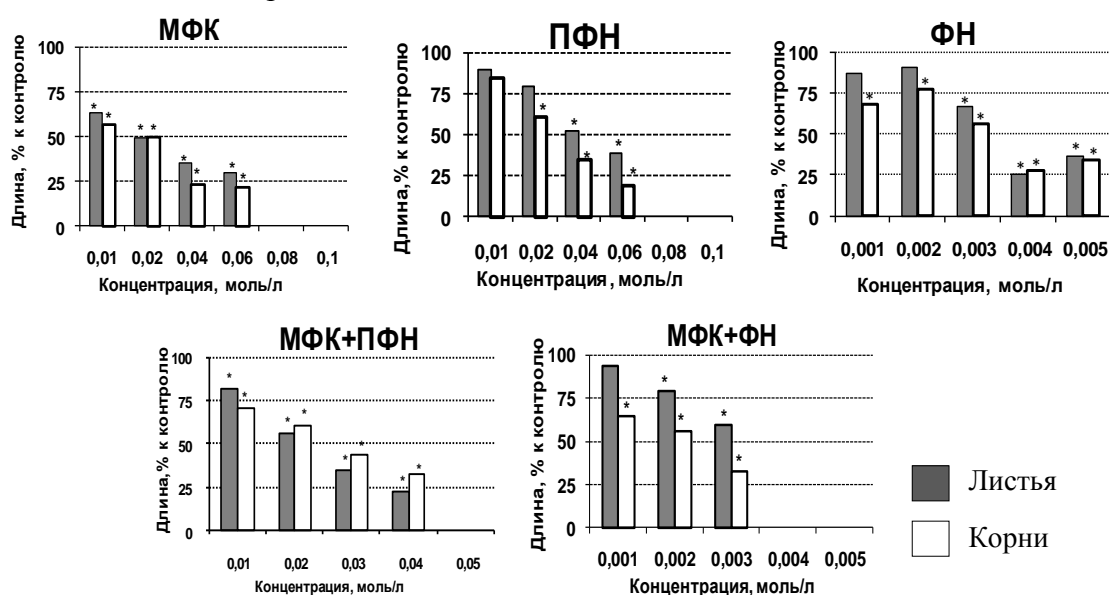 МФК
Длина, % к контролю
100
75
50
25
0
* * * * * * * *
0,01 0,02 0,04 0,06 0,08 0,1
Концентрация, моль/л
ПФН
Длина,% к контролю
100
75
50
25
0
* * * * *
0,01 0,02 0,04 0,06 0,08 0,1
Концентрация, моль/л
ФН
Длина, % к контролю
100
75
50
25
0
* * * * * * * *
0,001 0,002 0,003 0,004 0,005
Концентрация, моль/л
МФК+ПФН
Длина,% к контролю
100
75
50
25
0
* * * * * * * *
0,01 0,02 0,03 0,04 0,05
Концентрация, моль/л
МФК+ФН
Длина,% к контролю
100
75
50
25
0
* * * * *
0,001 0,002 0,003 0,004 0,005
Концентрация, моль/л
Листья
Корни